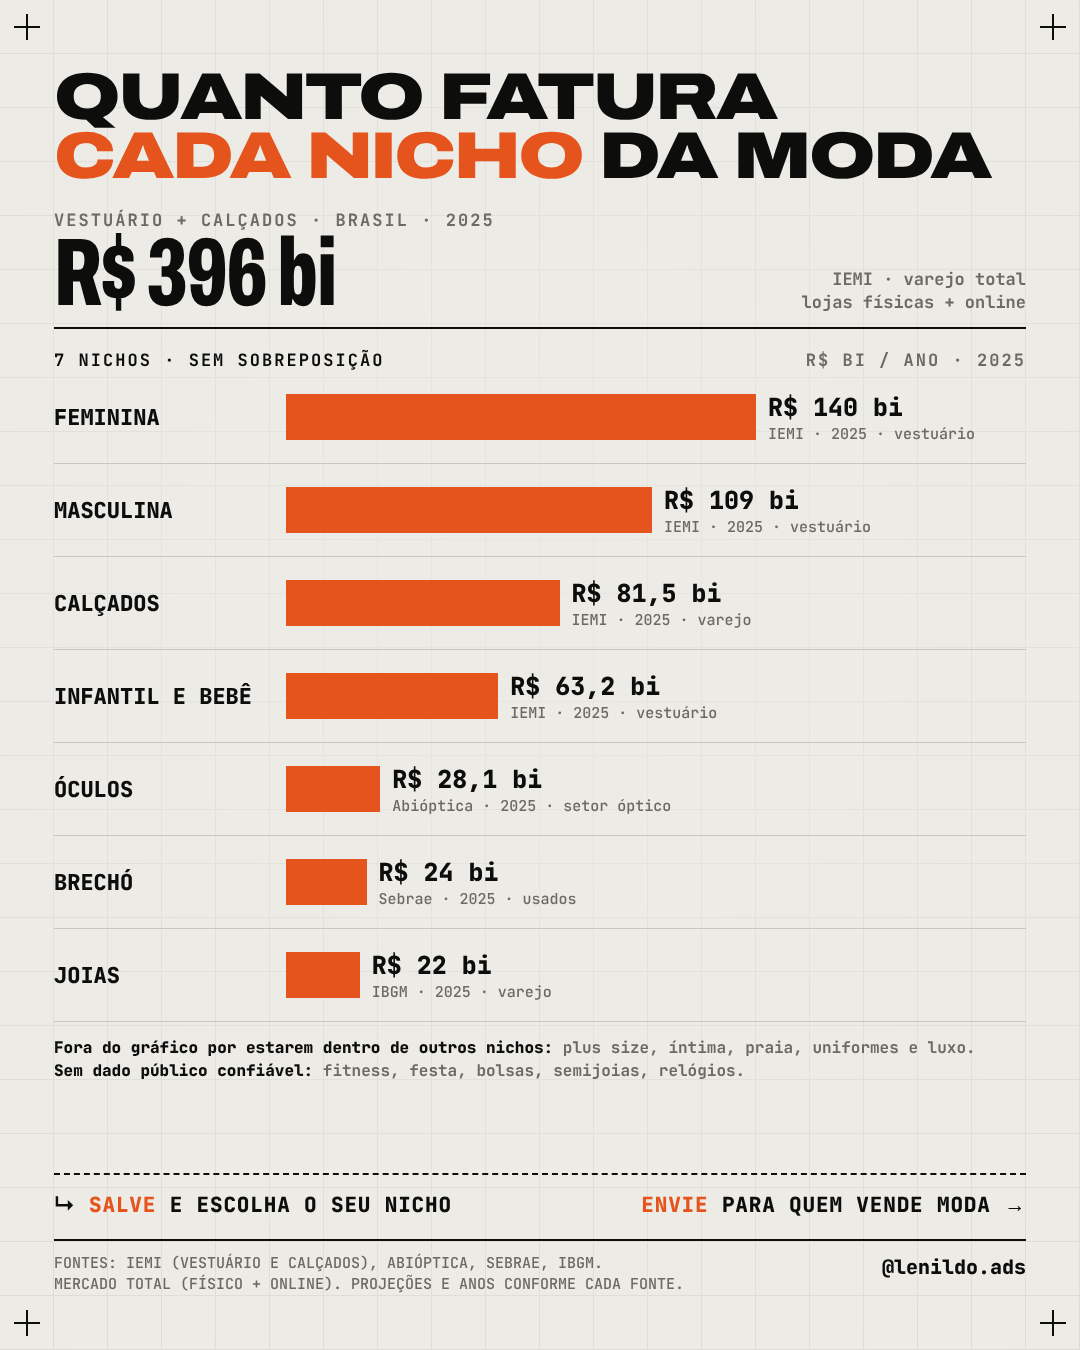 QUANTO FATURA
CADA NICHO DA MODA
VESTUÁRIO + CALÇADOS · BRASIL · 2025
R$ 396 bi
IEMI · varejo total
lojas físicas + online
7 NICHOS · SEM SOBREPOSIÇÃO
R$ BI / ANO · 2025
FEMININA
R$ 140 bi
IEMI · 2025 · vestuário
MASCULINA
R$ 109 bi
IEMI · 2025 · vestuário
CALÇADOS
R$ 81,5 bi
IEMI · 2025 · varejo
INFANTIL E BEBÊ
R$ 63,2 bi
IEMI · 2025 · vestuário
ÓCULOS
R$ 28,1 bi
Abióptica · 2025 · setor óptico
BRECHÓ
R$ 24 bi
Sebrae · 2025 · usados
JOIAS
R$ 22 bi
IBGM · 2025 · varejo
Fora do gráfico por estarem dentro de outros nichos: plus size, íntima, praia, uniformes e luxo.
Sem dado público confiável: fitness, festa, bolsas, semijoias, relógios.
↳ SALVE E ESCOLHA O SEU NICHO
ENVIE PARA QUEM VENDE MODA →
FONTES: IEMI (VESTUÁRIO E CALÇADOS), ABIÓPTICA, SEBRAE, IBGM.
MERCADO TOTAL (FÍSICO + ONLINE). PROJEÇÕES E ANOS CONFORME CADA FONTE.
@lenildo.ads